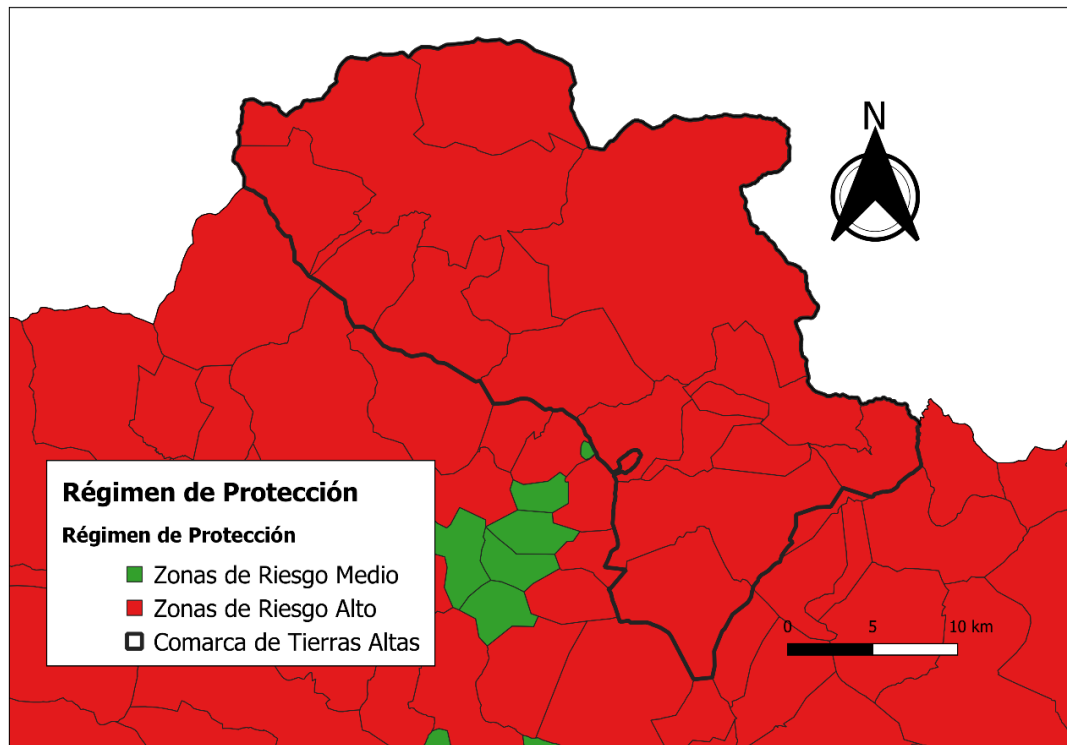 N
Régimen de Protección
Régimen de Protección
Zonas de Riesgo Medio
Zonas de Riesgo Alto
Comarca de Tierras Altas
0 5 10 km